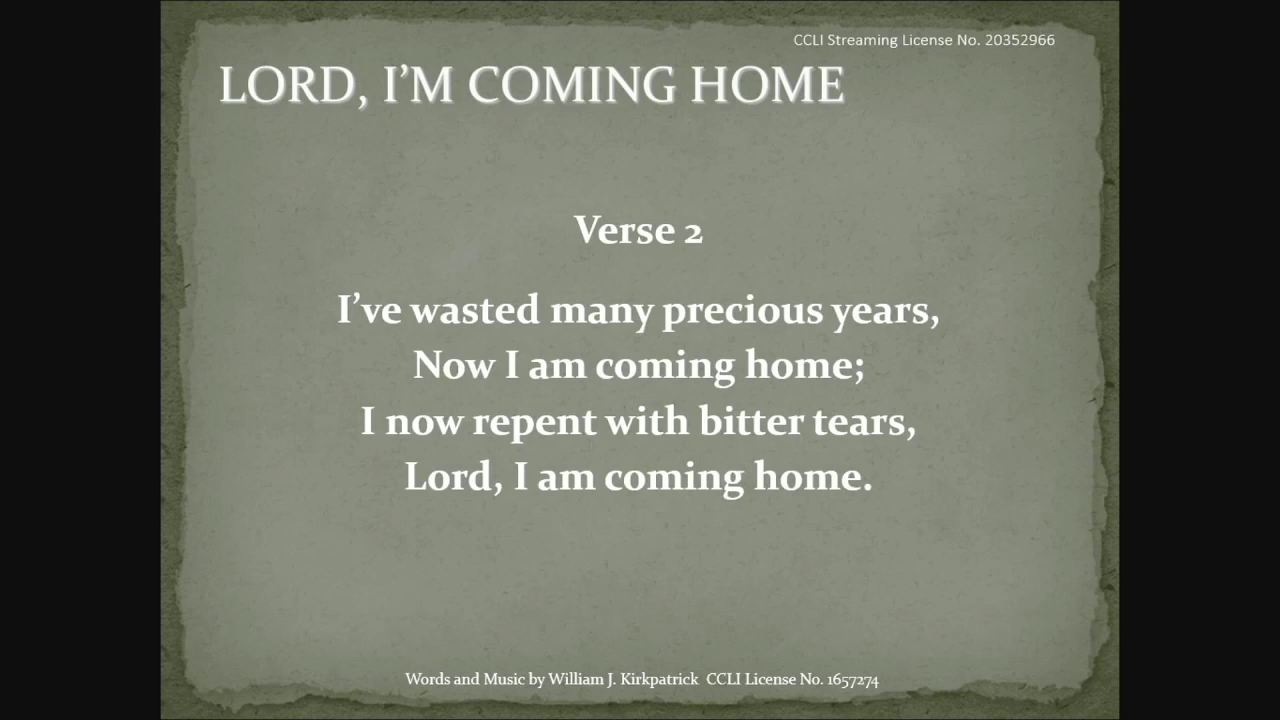 CCLI Streaming License No. 20352966
LORD, I’M COMING HOME
Verse 2
I’ve wasted many precious years,
Now I am coming home;
I now repent with bitter tears,
Lord, I am coming home.
Words and Music by William J. Kirkpatrick  CCLI License No. 1657274